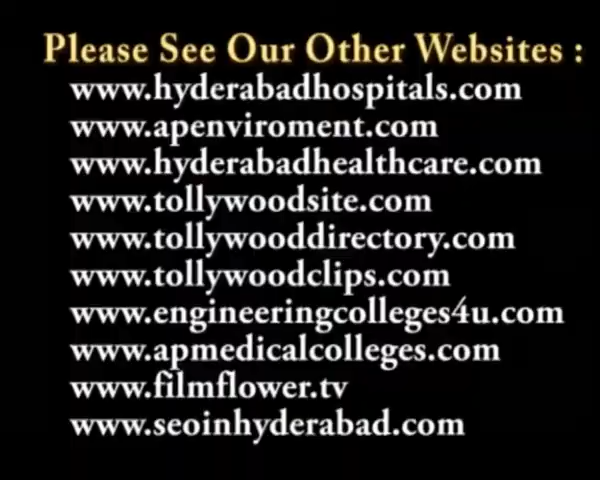 Please See Our Other Websites :
www.hyderabadhospitals.com
www.apenviroment.com
www.hyderabadhealthcare.com
www.tollywoodsite.com
www.tollywooddirectory.com
www.tollywoodclips.com
www.engineeringcolleges4u.com
www.apmedicalcolleges.com
www.filmflower.tv
www.seoinhyderabad.com